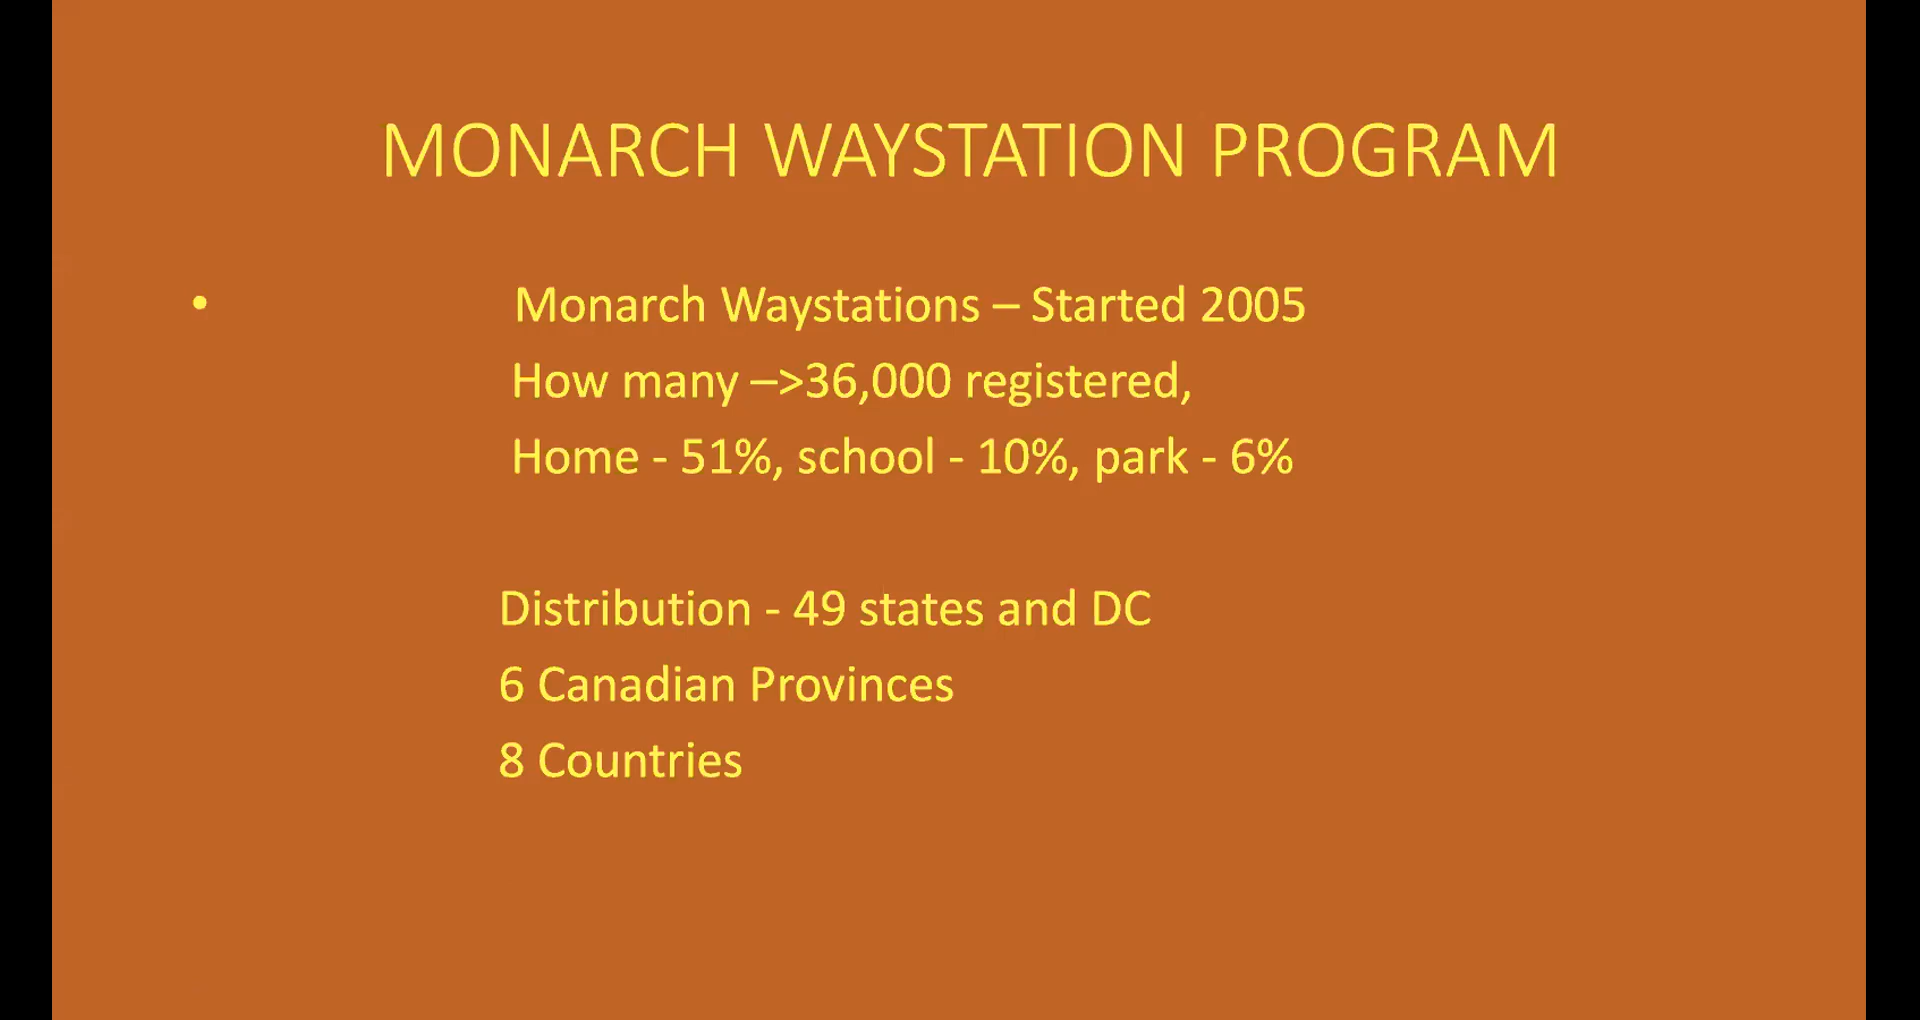 MONARCH WAYSTATION PROGRAM
• Monarch Waystations – Started 2005
How many –>36,000 registered,
Home - 51%, school - 10%, park - 6%
Distribution - 49 states and DC
6 Canadian Provinces
8 Countries